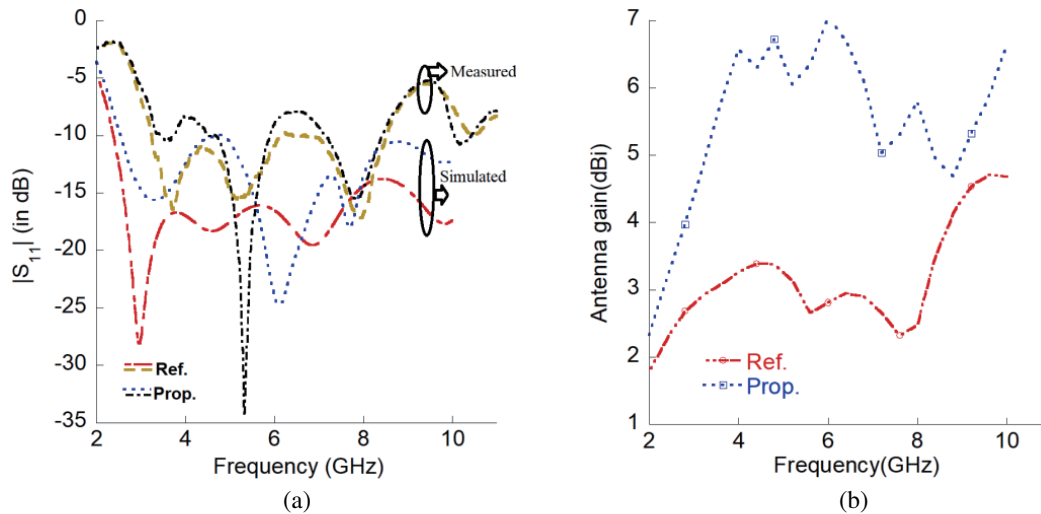 0
-5
-10
-15
-20
-25
-30
-35
|S11| (in dB)
Measured
Simulated
Ref.
Prop.
2 4 6 8 10
Frequency (GHz)
(a)
7
6
5
4
3
2
1
Antenna gain(dBi)
Ref.
Prop.
2 4 6 8 10
Frequency(GHz)
(b)